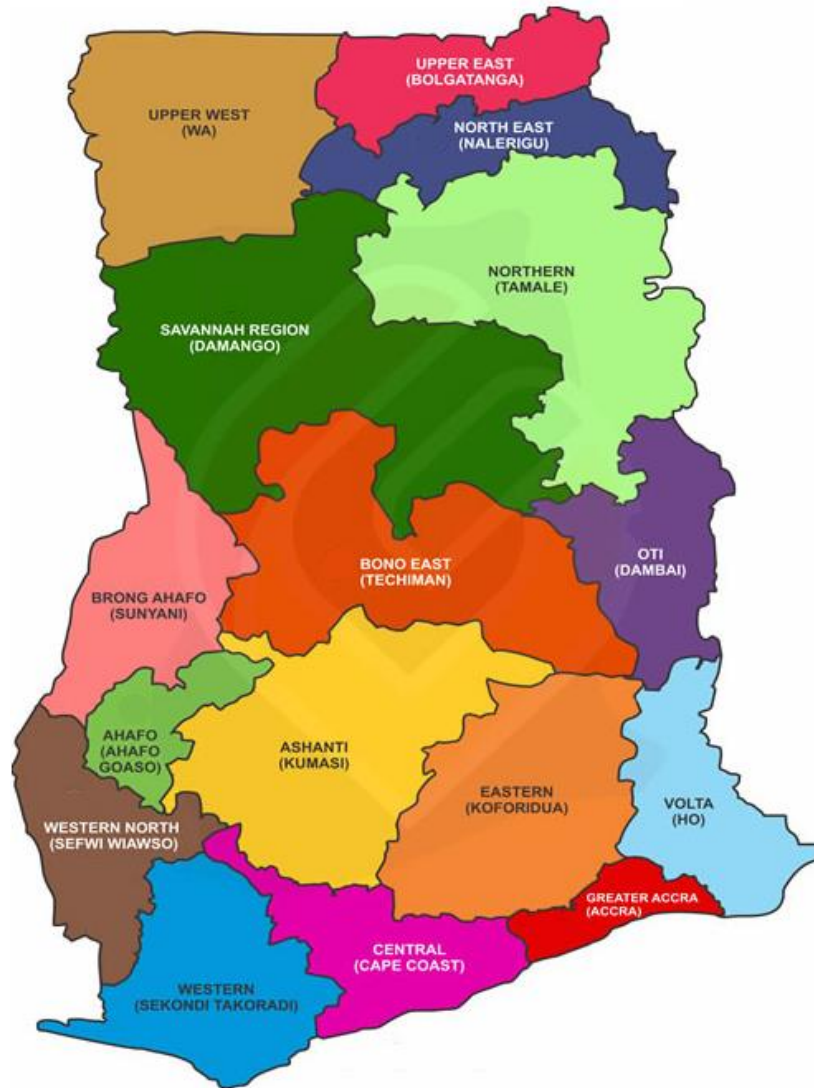 UPPER EAST
(BOLGATANGA)
UPPER WEST
(WA)
NORTH EAST
(NALERIGU)
NORTHERN
(TAMALE)
SAVANNAH REGION
(DAMANGO)
OTI
(DAMBAI)
BONO EAST
(TECHIMAN)
BRONG AHAFO
(SUNYANI)
AHAFO
(AHAFO
GOASO)
ASHANTI
(KUMASI)
EASTERN
(KOFORIDUA)
VOLTA
(HO)
WESTERN NORTH
(SEFWI WIAWSO)
GREATER ACCRA
(ACCRA)
CENTRAL
(CAPE COAST)
WESTERN
(SEKONDI TAKORADI)